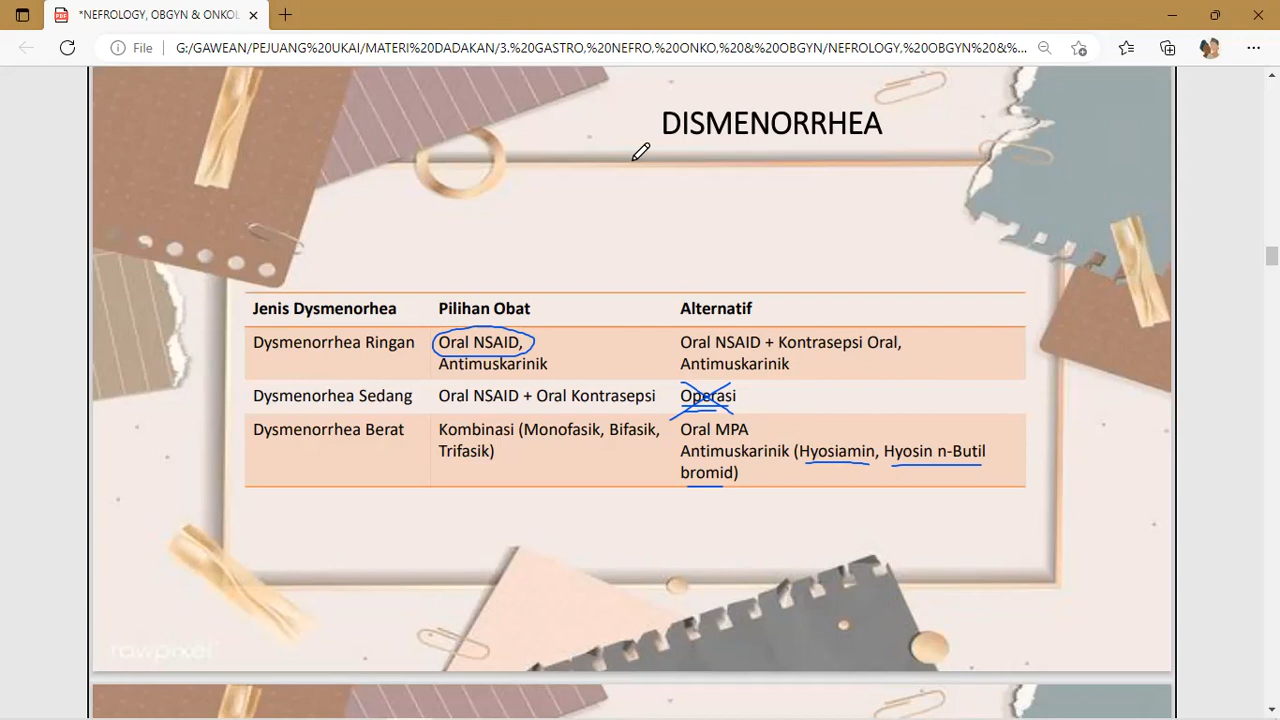 *NEFROLOGY, OBGYN & ONKOL
File
G:/GAWEAN/PEJUANG%20UKAI/MATERI%20DADAKAN/3.%20GASTRO,%20NEFRO,%20ONKO,%20&%20OBGYN/NEFROLOGY,%20OBGYN%20&%...
DISMENORRHEA
Jenis Dysmenorhea Pilihan Obat Alternatif
Dysmenorrhea Ringan Oral NSAID, Oral NSAID + Kontrasepsi Oral,
Antimuskarinik Antimuskarinik
Dysmenorhea Sedang Oral NSAID + Oral Kontrasepsi Operasi
Dysmenorrhea Berat Kombinasi (Monofasik, Bifasik, Oral MPA
Trifasik) Antimuskarinik (Hyosiamin, Hyosin n-Butil
bromid)
rawpixel